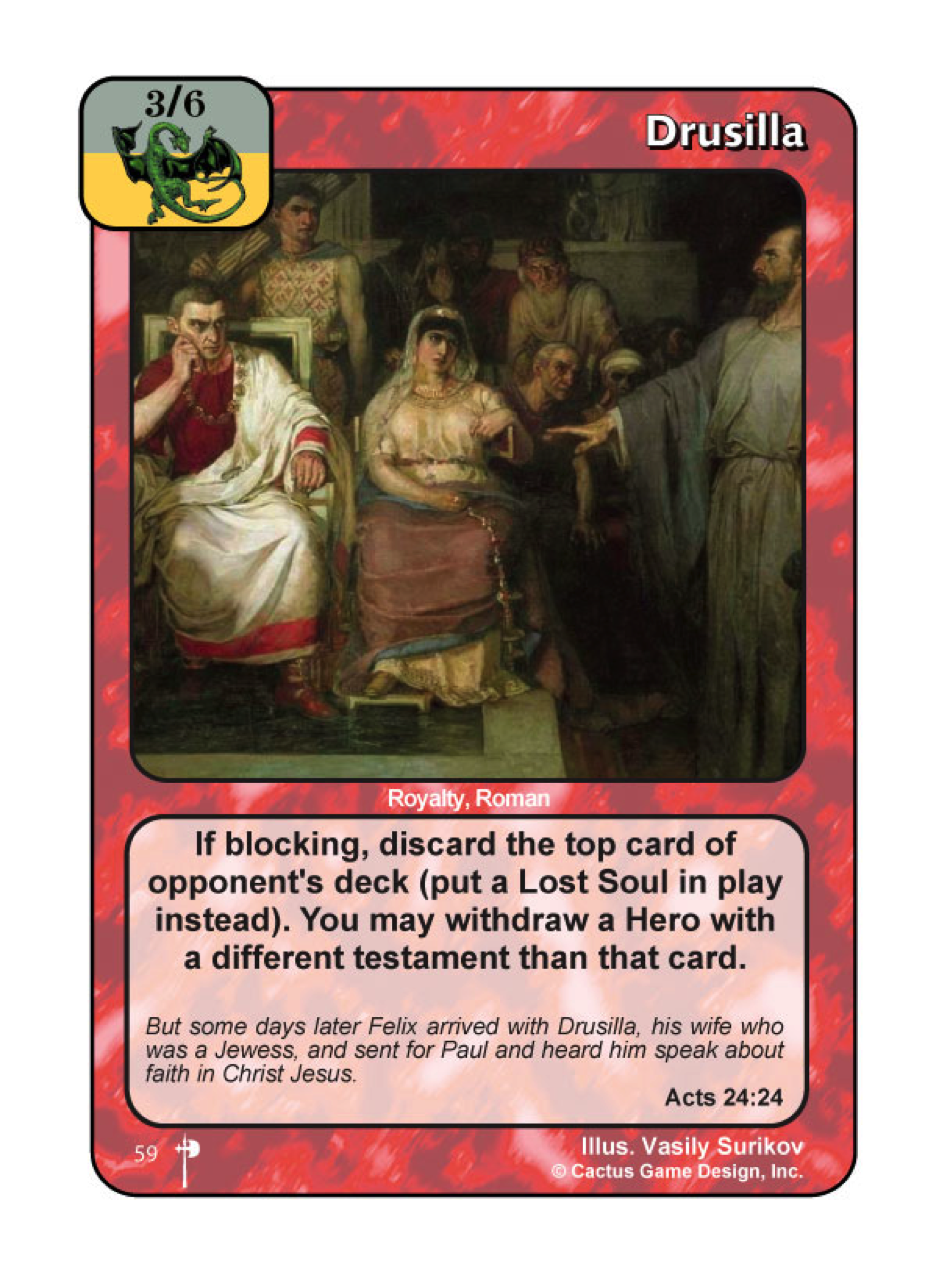 3/6
Drusilla
Royalty, Roman
If blocking, discard the top card of
opponent's deck (put a Lost Soul in play
instead). You may withdraw a Hero with
a different testament than that card.
But some days later Felix arrived with Drusilla, his wife who
was a Jewess, and sent for Paul and heard him speak about
faith in Christ Jesus.
Acts 24:24
59
Illus. Vasily Surikov
© Cactus Game Design, Inc.